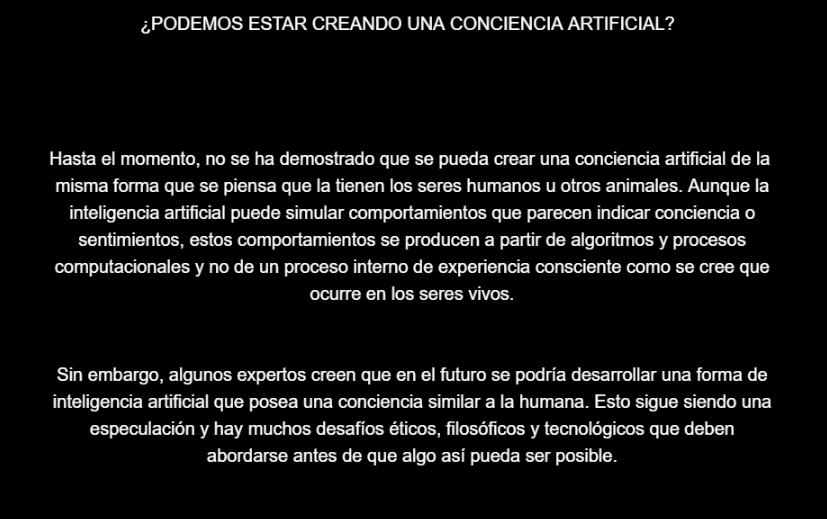 ¿PODEMOS ESTAR CREANDO UNA CONCIENCIA ARTIFICIAL?
Hasta el momento, no se ha demostrado que se pueda crear una conciencia artificial de la
misma forma que se piensa que la tienen los seres humanos u otros animales. Aunque la
inteligencia artificial puede simular comportamientos que parecen indicar conciencia o
sentimientos, estos comportamientos se producen a partir de algoritmos y procesos
computacionales y no de un proceso interno de experiencia consciente como se cree que
ocurre en los seres vivos.
Sin embargo, algunos expertos creen que en el futuro se podría desarrollar una forma de
inteligencia artificial que posea una conciencia similar a la humana. Esto sigue siendo una
especulación y hay muchos desafíos éticos, filosóficos y tecnológicos que deben
abordarse antes de que algo así pueda ser posible.